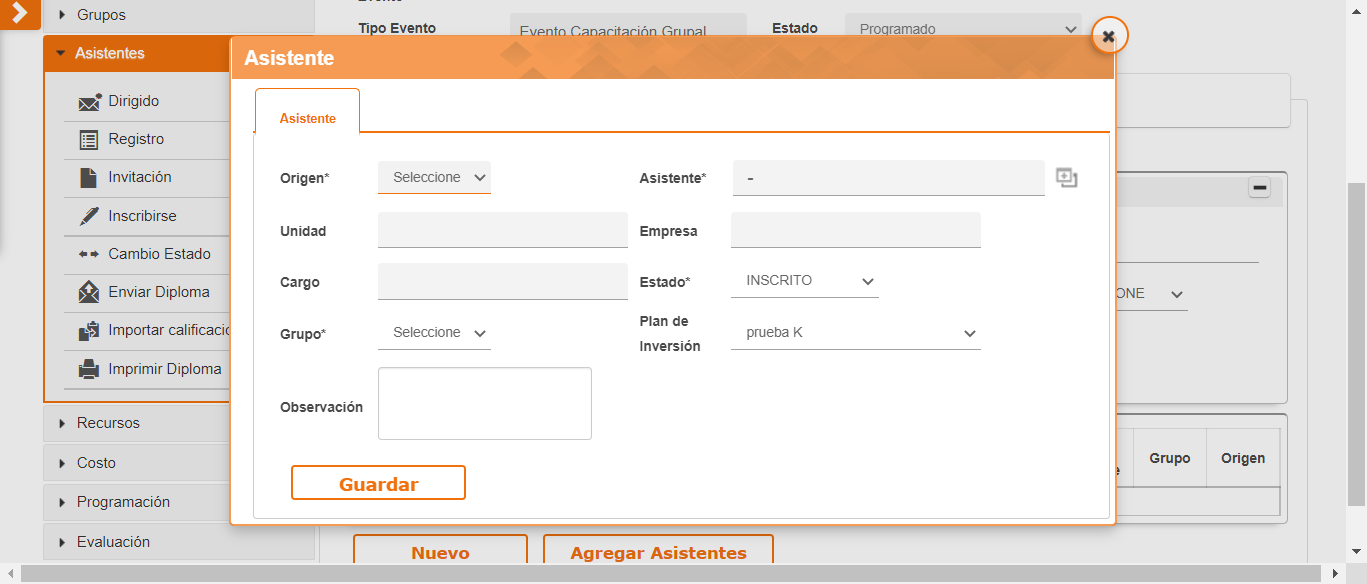 Grupos
Tipo Evento
Evento Capacitación Grupal
Estado
Programado
Asistentes
Dirigido
Registro
Invitación
Inscribirse
Cambio Estado
Enviar Diploma
Importar calificacio
Imprimir Diploma
Recursos
Costo
Programación
Evaluación
Asistente
Asistente
Origen*
Seleccione
Asistente*
-
Unidad
Empresa
Cargo
Estado*
INSCRITO
Grupo*
Seleccione
Plan de
Inversión
prueba K
Observación
Guardar
ONE
Grupo
Origen
Nuevo
Agregar Asistentes